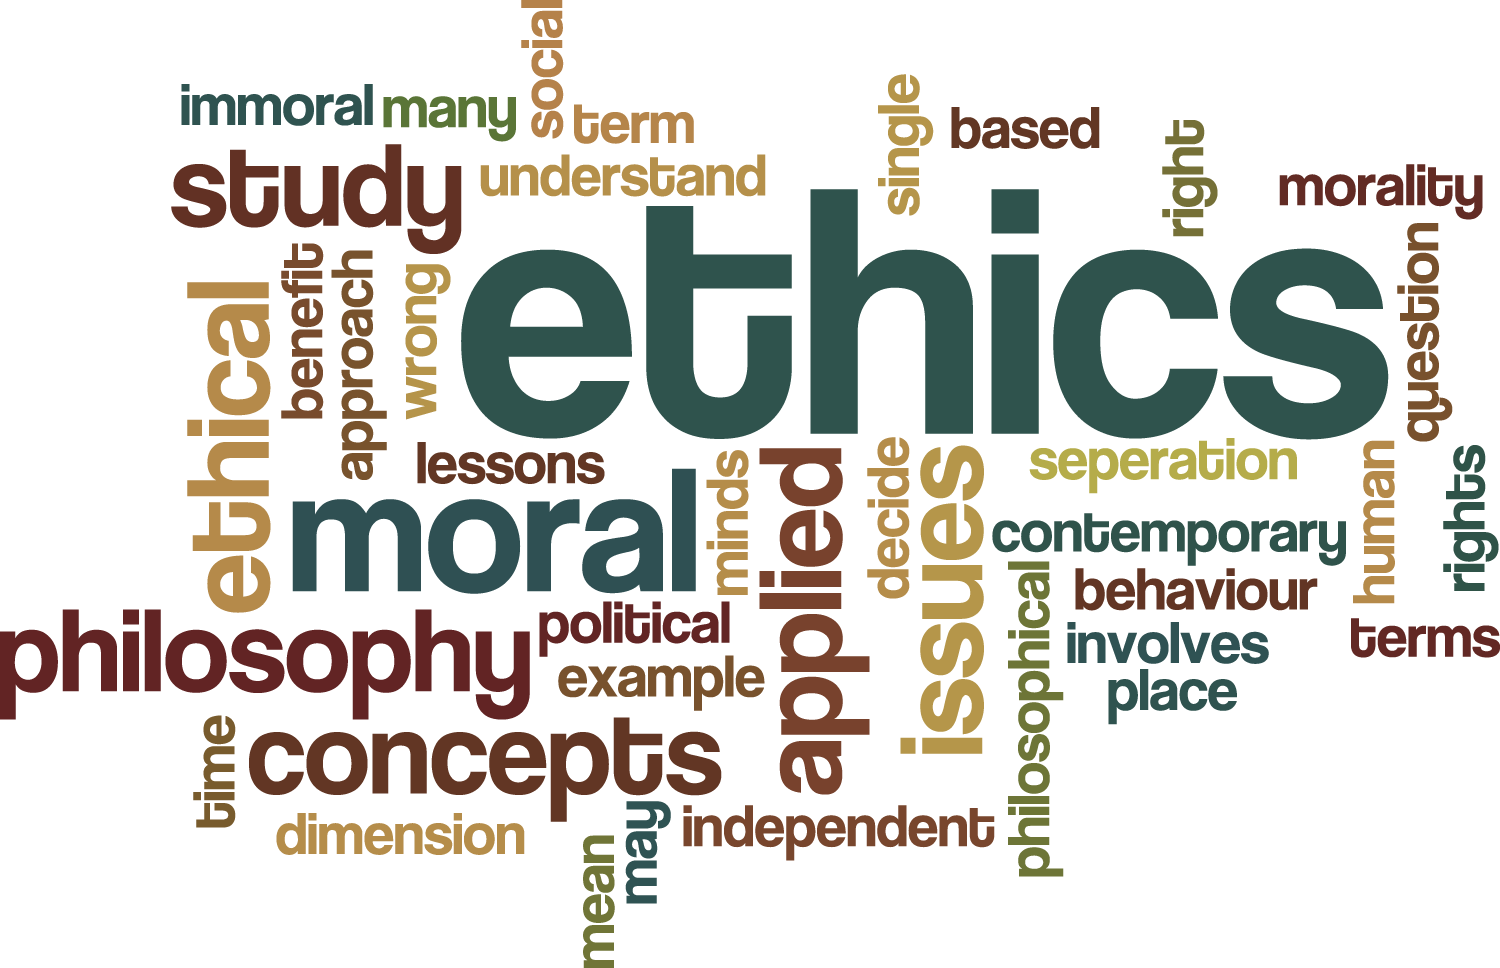 social
immoral
many
term
single
based
right
morality
study
understand
ethics
question
benefit
approach
wrong
ethical
lessons
moral
minds
applied
decide
issues
seperation
human
rights
contemporary
behaviour
philosophical
involves
terms
place
philosophy
political
example
time
concepts
dimension
may
independent
mean